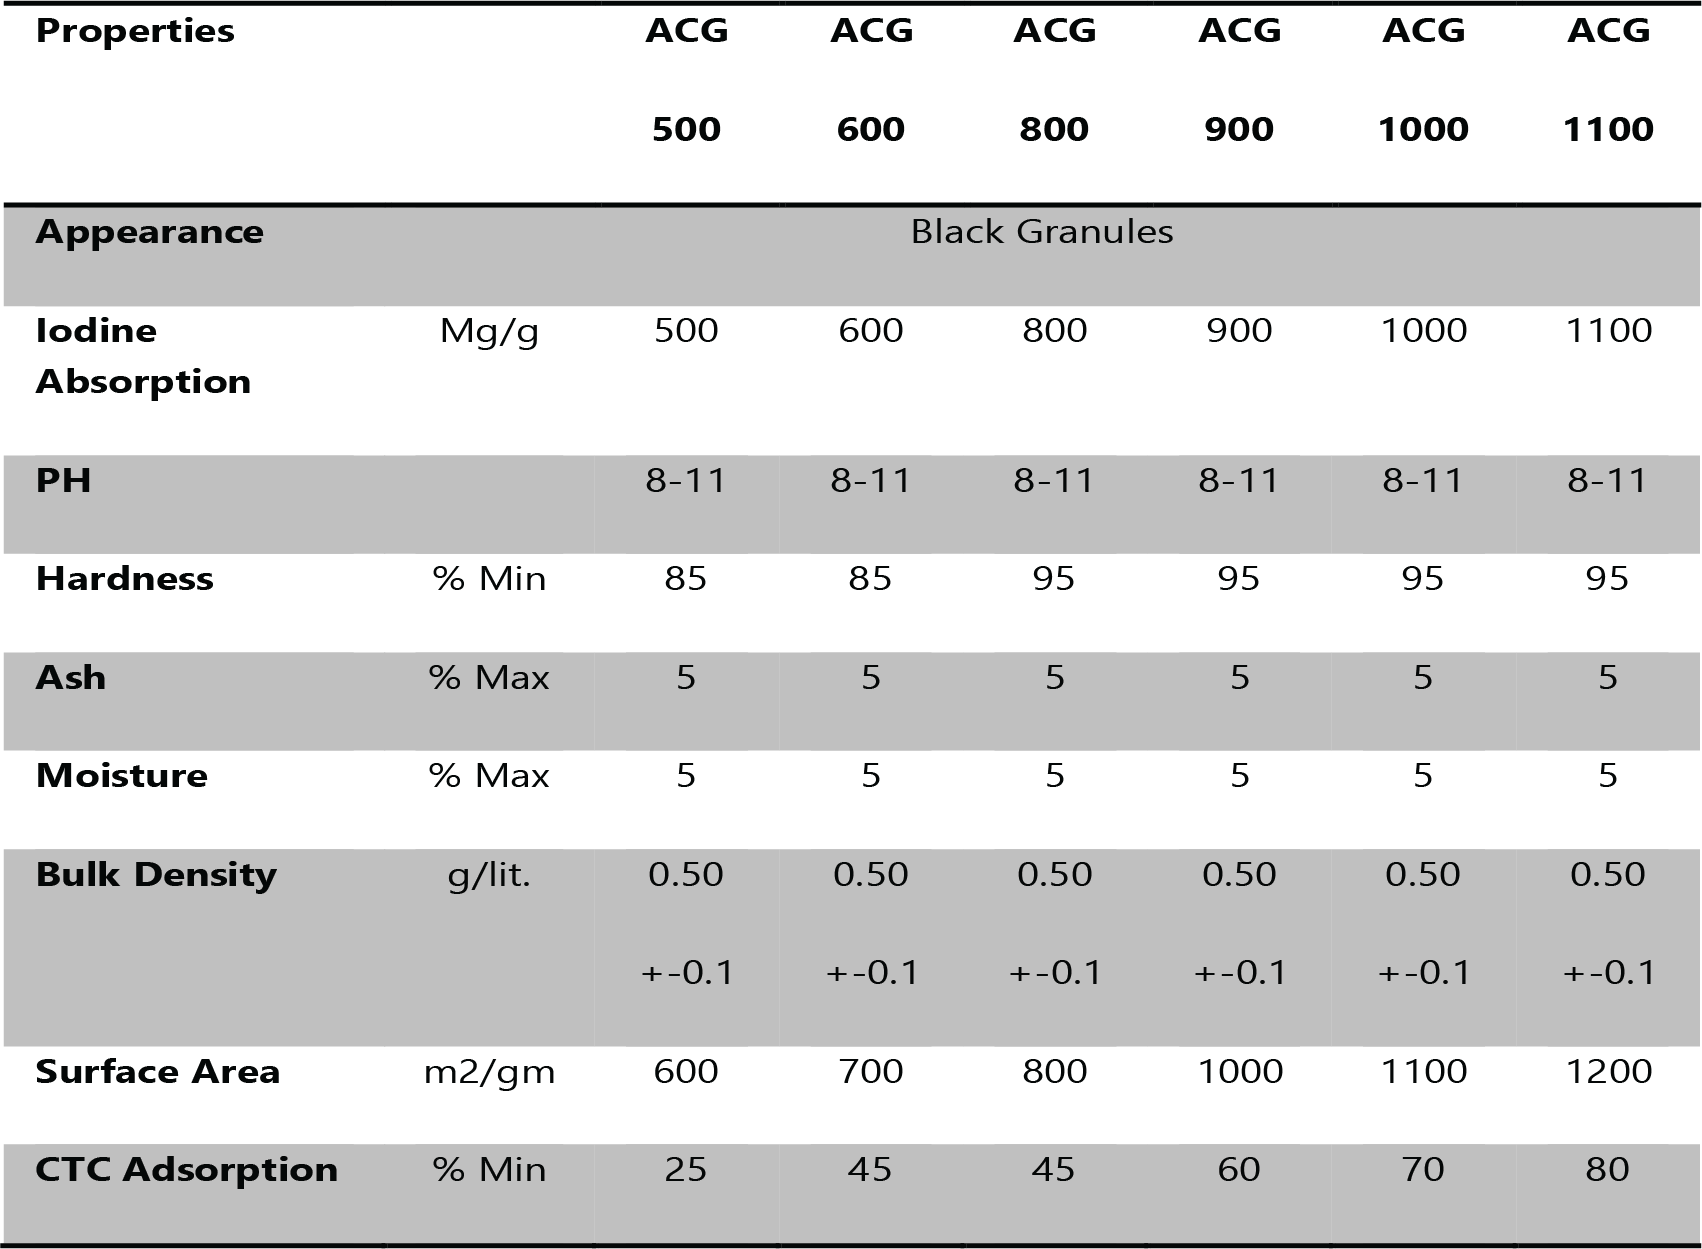 Properties ACG ACG ACG ACG ACG ACG
500 600 800 900 1000 1100
Appearance Black Granules
Iodine Mg/g 500 600 800 900 1000 1100
Absorption
PH 8-11 8-11 8-11 8-11 8-11 8-11
Hardness % Min 85 85 95 95 95 95
Ash % Max 5 5 5 5 5 5
Moisture % Max 5 5 5 5 5 5
Bulk Density g/lit. 0.50 0.50 0.50 0.50 0.50 0.50
+-0.1 +-0.1 +-0.1 +-0.1 +-0.1 +-0.1
Surface Area m2/gm 600 700 800 1000 1100 1200
CTC Adsorption % Min 25 45 45 60 70 80